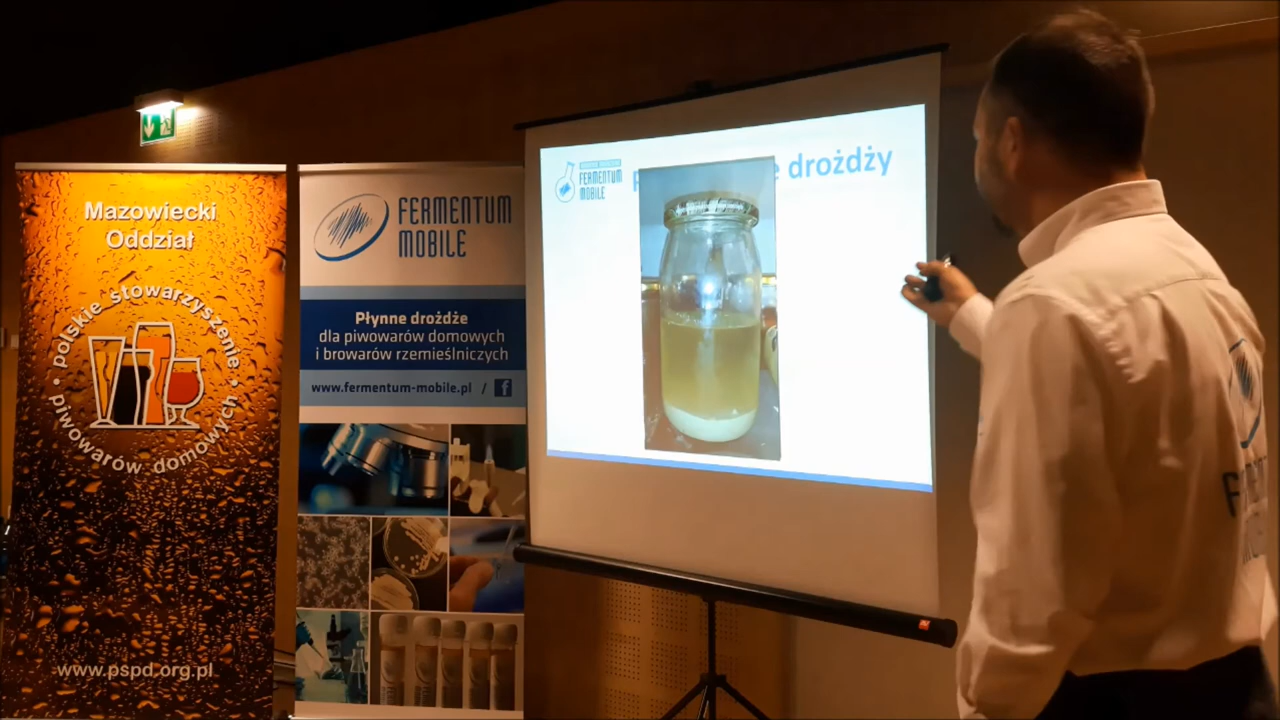 Mazowiecki
Oddział
polskie stowarzyszenie
piwowarów domowych
www.pspd.org.pl
FERMENTUM
MOBILE
Płynne drożdże
dla piwowarów domowych
i browarów rzemieślniczych
www.fermentum-mobile.pl / f
FERMENTUM
MOBILE
drożdży